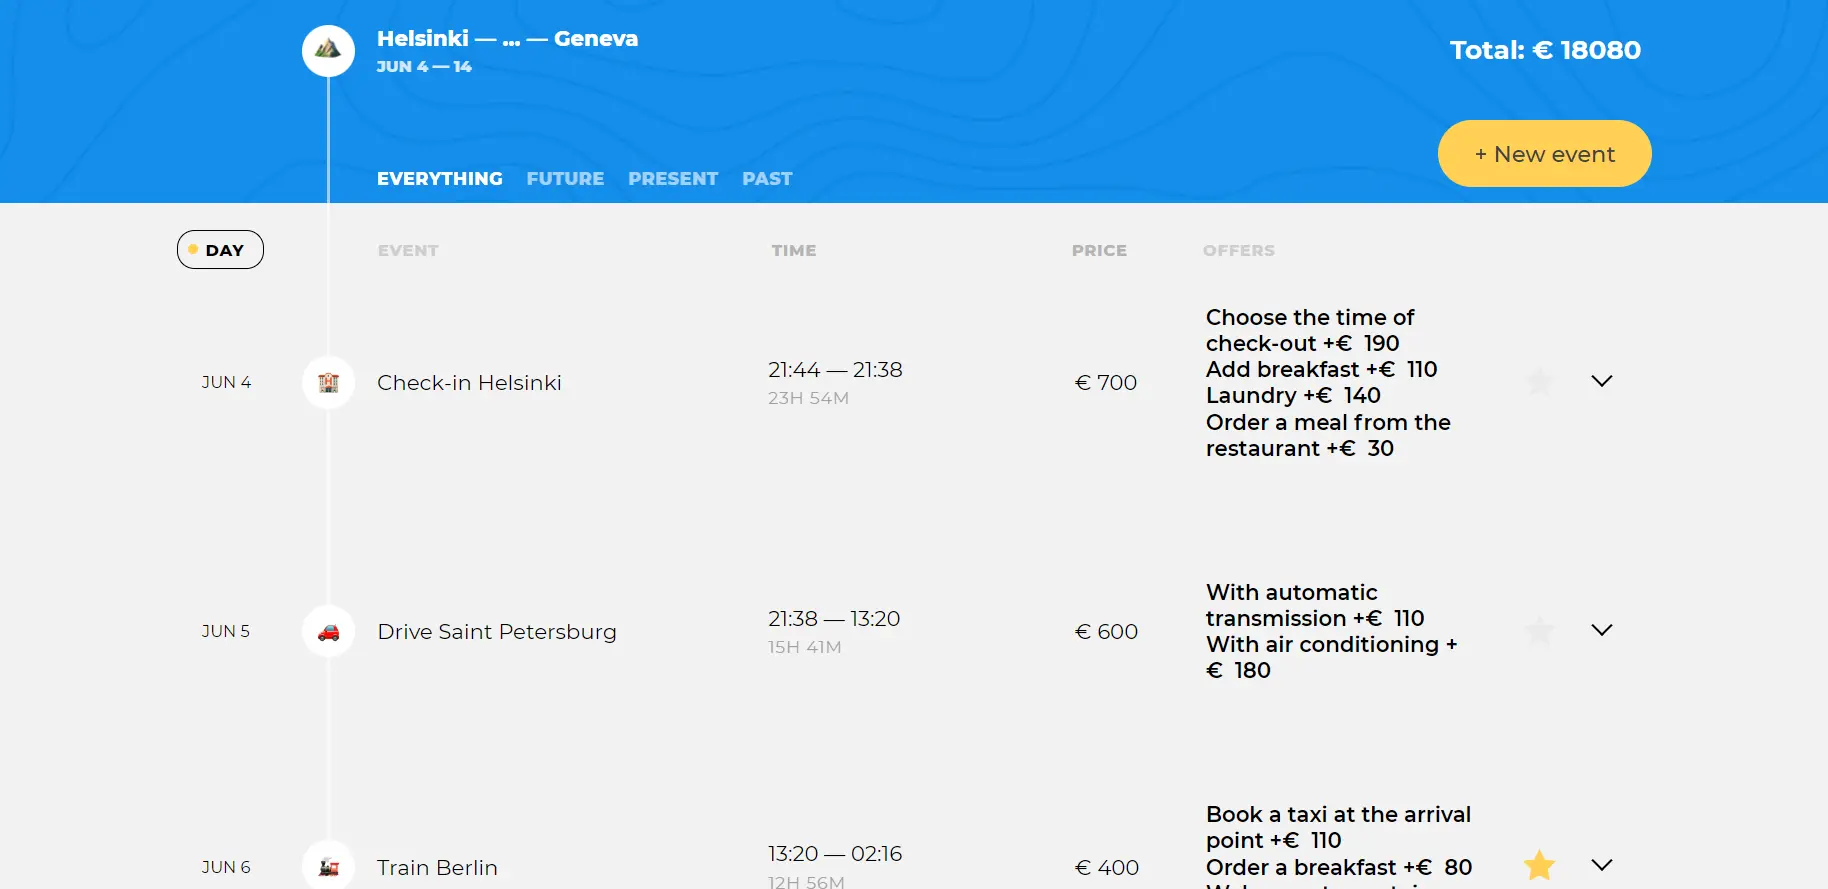 Helsinki — ... — Geneva
JUN 4 — 14
Total: € 18080
+ New event
EVERYTHING FUTURE PRESENT PAST
DAY EVENT TIME PRICE OFFERS
JUN 4
Check-in Helsinki
21:44 — 21:38
23H 54M
€ 700
Choose the time of
check-out +€ 190
Add breakfast +€ 110
Laundry +€ 140
Order a meal from the
restaurant +€ 30
JUN 5
Drive Saint Petersburg
21:38 — 13:20
15H 41M
€ 600
With automatic
transmission +€ 110
With air conditioning +
€ 180
JUN 6
Train Berlin
13:20 — 02:16
12H 56M
€ 400
Book a taxi at the arrival
point +€ 110
Order a breakfast +€ 80